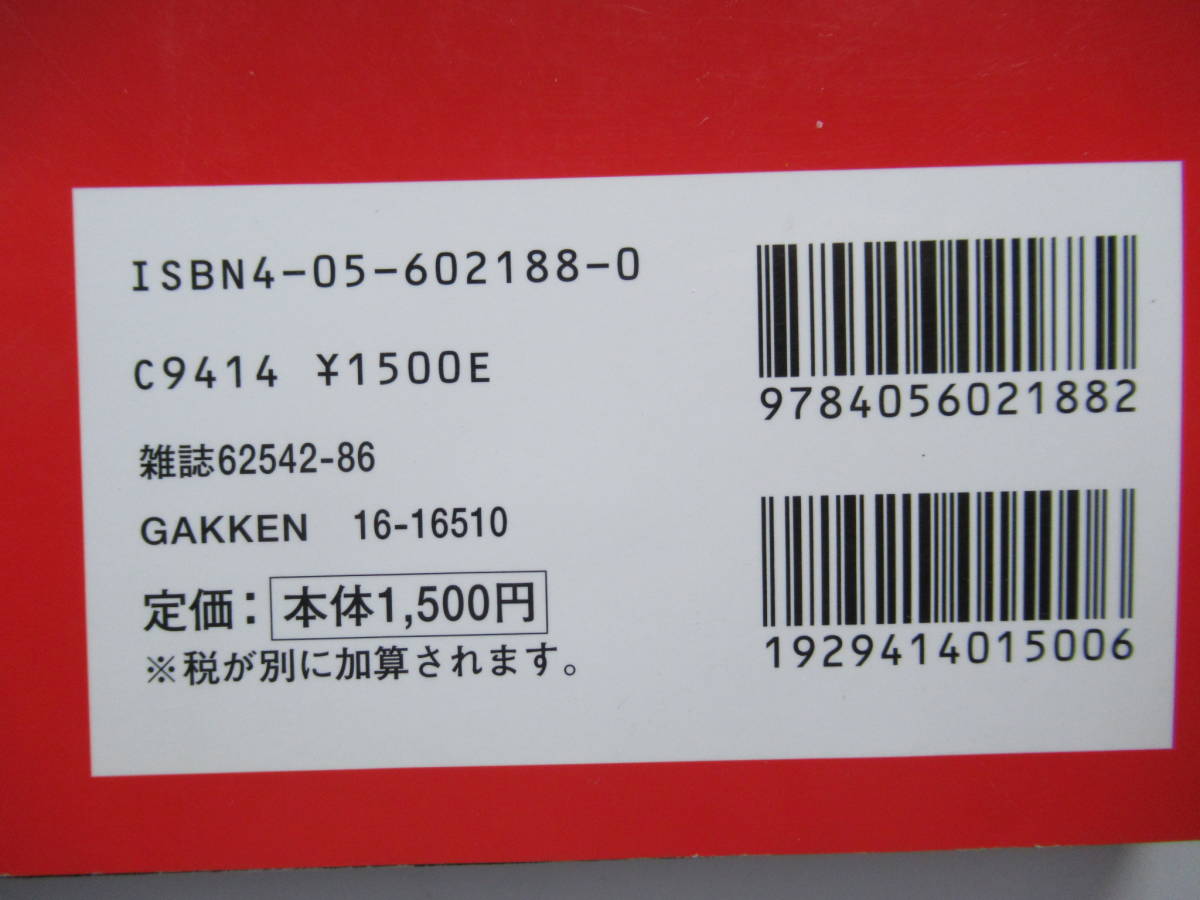 ISBN4-05-602188-0
C9414 ¥1500E
雑誌62542-86
GAKKEN 16-16510
定価：本体1,500円
※税が別に加算されます。
9784056021882
1929414015006